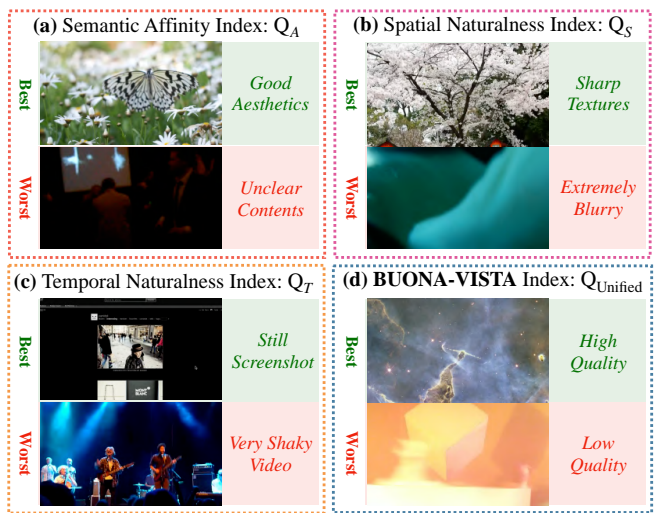 (a) Semantic Affinity Index: Q_A
Best
Good
Aesthetics
Worst
Unclear
Contents
(b) Spatial Naturalness Index: Q_S
Best
Sharp
Textures
Worst
Extremely
Blurry
(c) Temporal Naturalness Index: Q_T
Best
Still
Screenshot
Worst
Very Shaky
Video
(d) BUONA-VISTA Index: Q_Unified
Best
High
Quality
Worst
Low
Quality